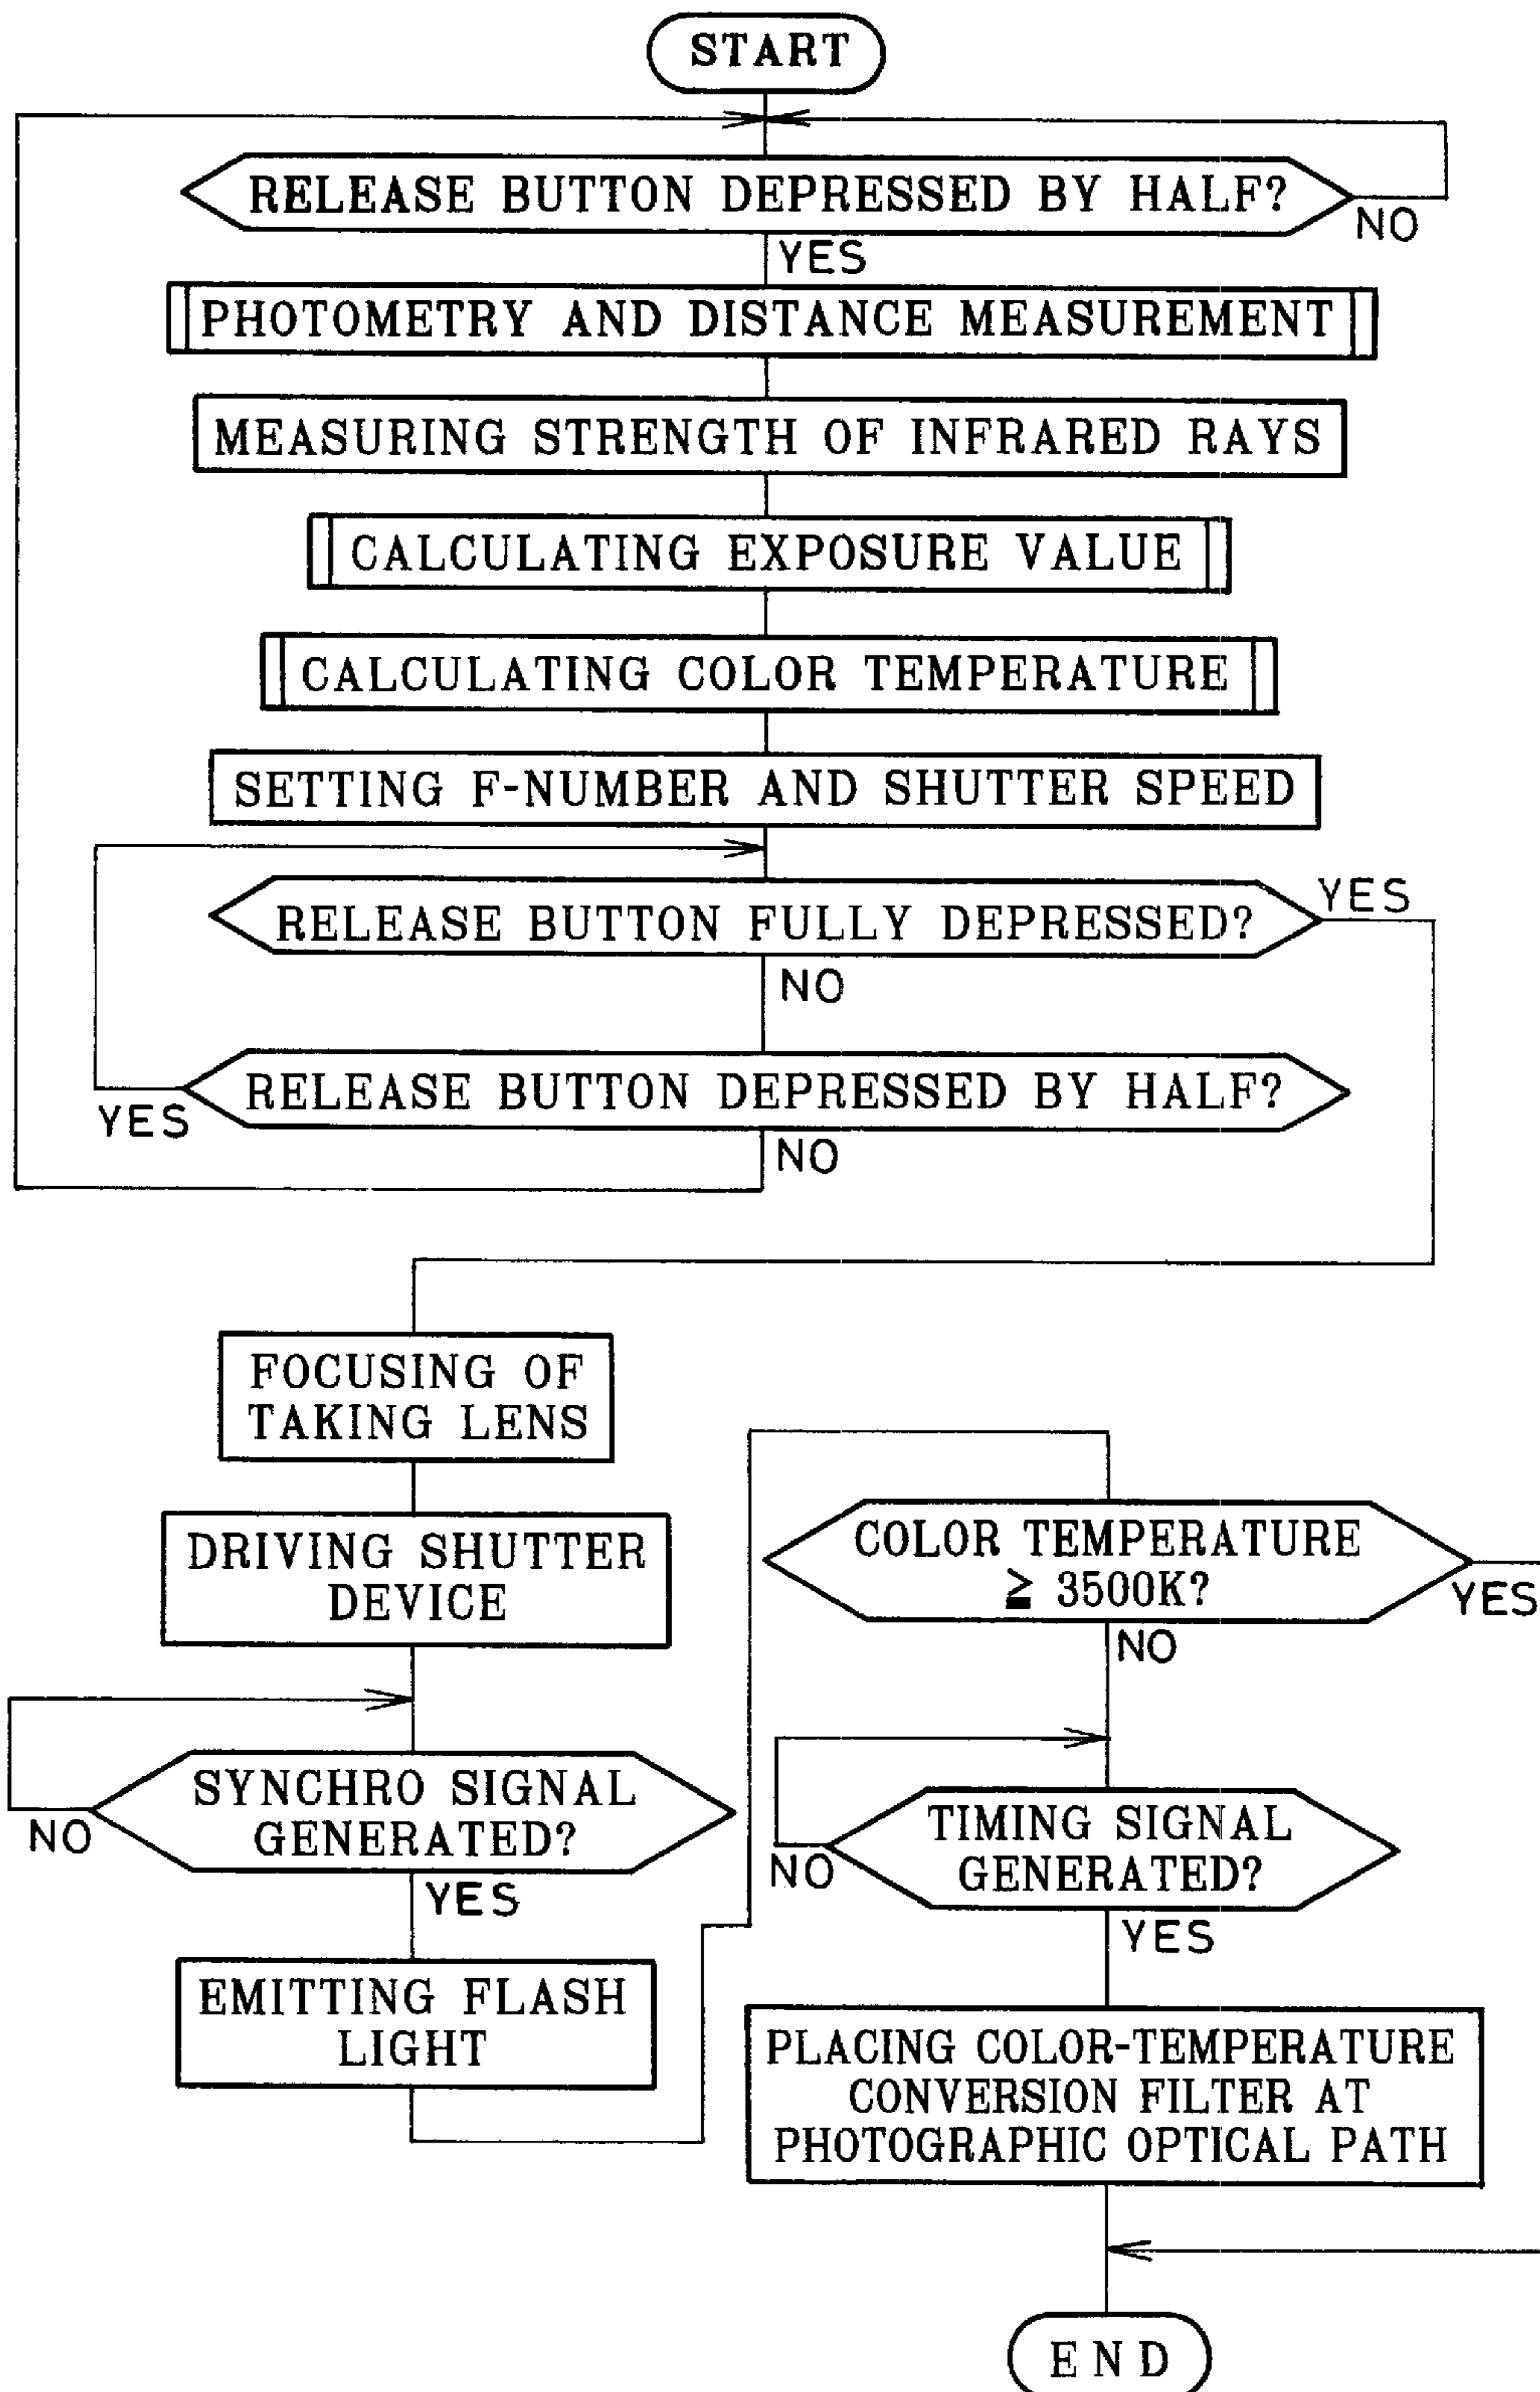 START
RELEASE BUTTON DEPRESSED BY HALF?
NO
YES
PHOTOMETRY AND DISTANCE MEASUREMENT
MEASURING STRENGTH OF INFRARED RAYS
CALCULATING EXPOSURE VALUE
CALCULATING COLOR TEMPERATURE
SETTING F-NUMBER AND SHUTTER SPEED
RELEASE BUTTON FULLY DEPRESSED?
YES
NO
RELEASE BUTTON DEPRESSED BY HALF?
YES
NO
FOCUSING OF
TAKING LENS
DRIVING SHUTTER
DEVICE
SYNCHRO SIGNAL
GENERATED?
NO
YES
EMITTING FLASH
LIGHT
COLOR TEMPERATURE
≧ 3500K?
YES
NO
TIMING SIGNAL
GENERATED?
NO
YES
PLACING COLOR-TEMPERATURE
CONVERSION FILTER AT
PHOTOGRAPHIC OPTICAL PATH
END